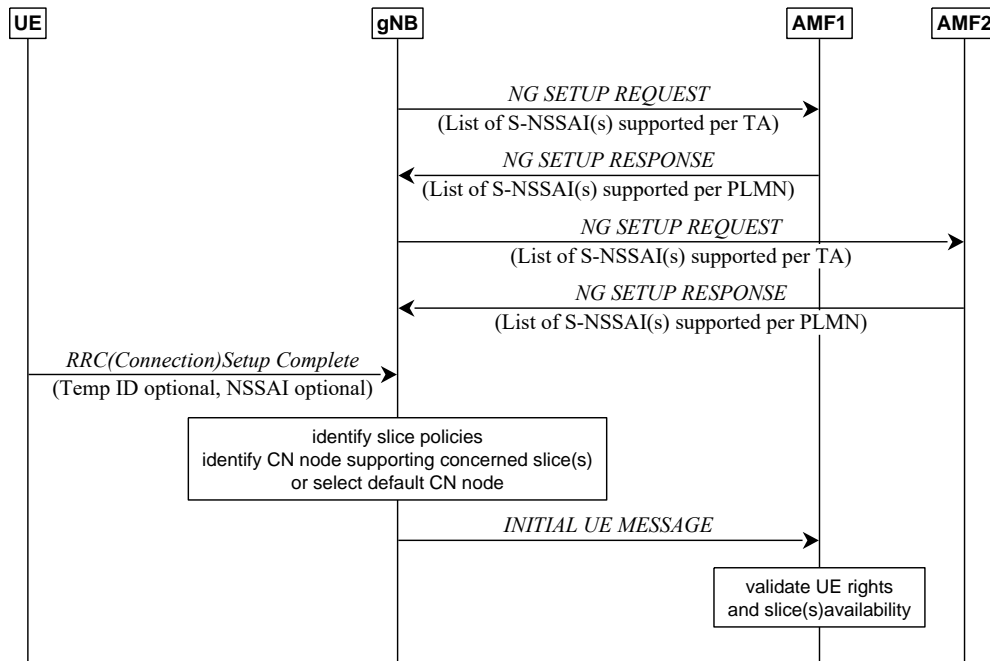 UE gNB AMF1 AMF2
NG SETUP REQUEST
(List of S-NSSAI(s) supported per TA)
NG SETUP RESPONSE
(List of S-NSSAI(s) supported per PLMN)
NG SETUP REQUEST
(List of S-NSSAI(s) supported per TA)
NG SETUP RESPONSE
(List of S-NSSAI(s) supported per PLMN)
RRC(Connection)Setup Complete
(Temp ID optional, NSSAI optional)
identify slice policies
identify CN node supporting concerned slice(s)
or select default CN node
INITIAL UE MESSAGE
validate UE rights
and slice(s)availability